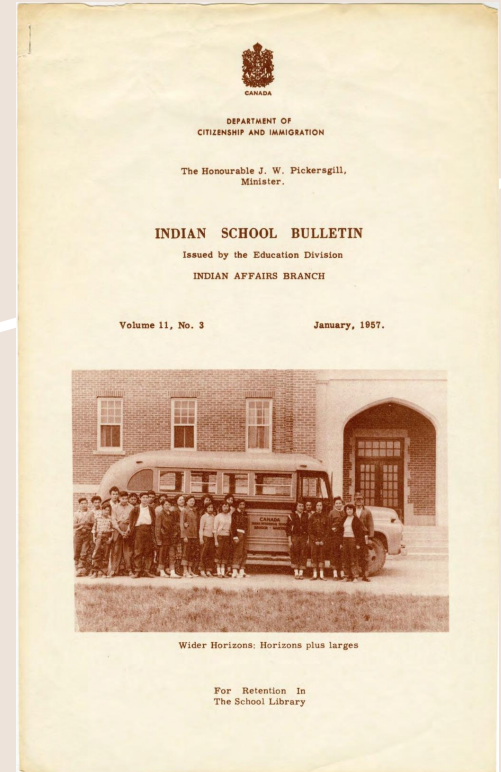 CANADA
DEPARTMENT OF
CITIZENSHIP AND IMMIGRATION
The Honourable J. W. Pickersgill,
Minister.
INDIAN SCHOOL BULLETIN
Issued by the Education Division
INDIAN AFFAIRS BRANCH
Volume 11, No. 3 January, 1957.
CANADA
Wider Horizons: Horizons plus larges
For Retention In
The School Library